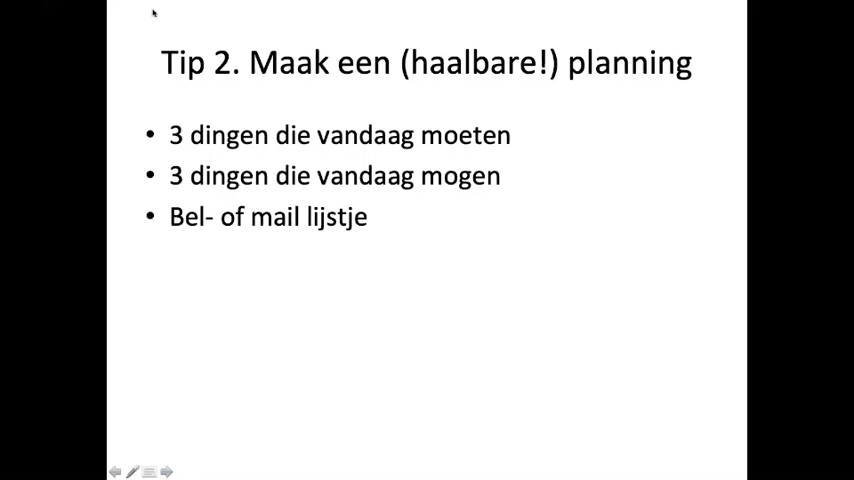 Tip 2. Maak een (haalbare!) planning
• 3 dingen die vandaag moeten
• 3 dingen die vandaag mogen
• Bel- of mail lijstje